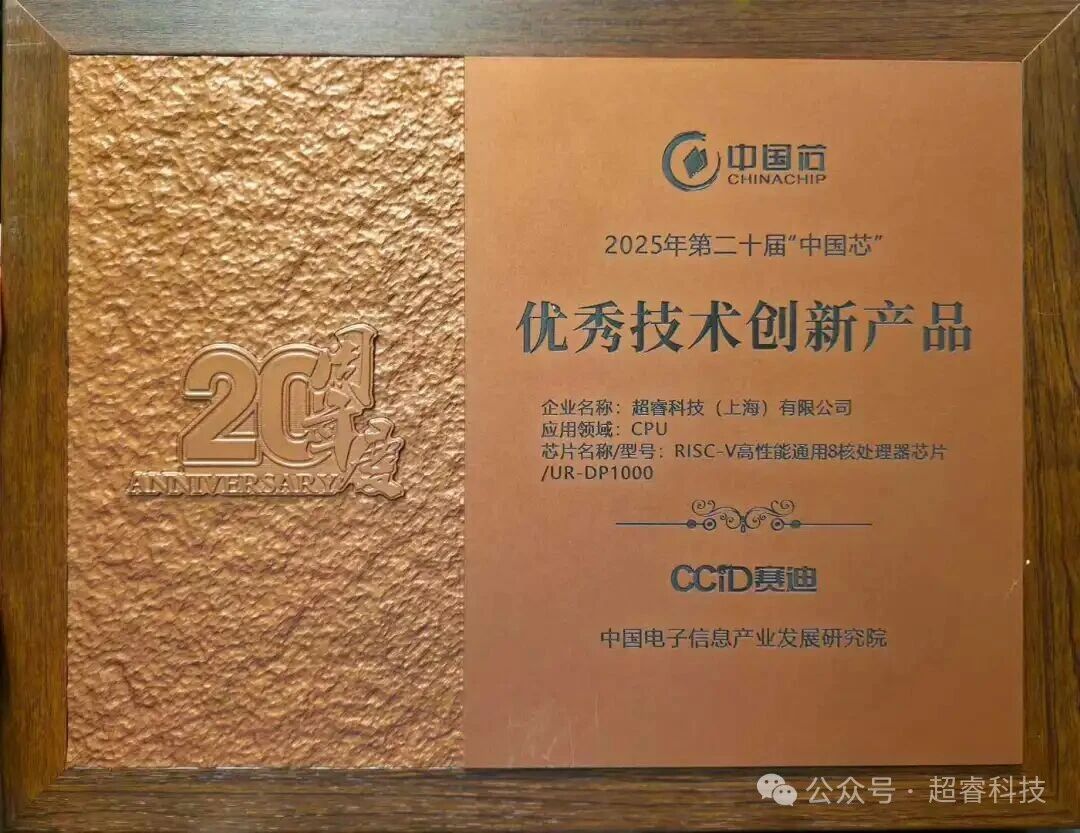 20周年度
ANNIVERSARY
中国芯
CHINACHIP
2025年第二十届“中国芯”
优秀技术创新产品
企业名称：超睿科技（上海）有限公司
应用领域：CPU
芯片名称/型号：RISC-V高性能通用8核处理器芯片
/UR-DP1000
CCID赛迪
中国电子信息产业发展研究院
公众号·超睿科技